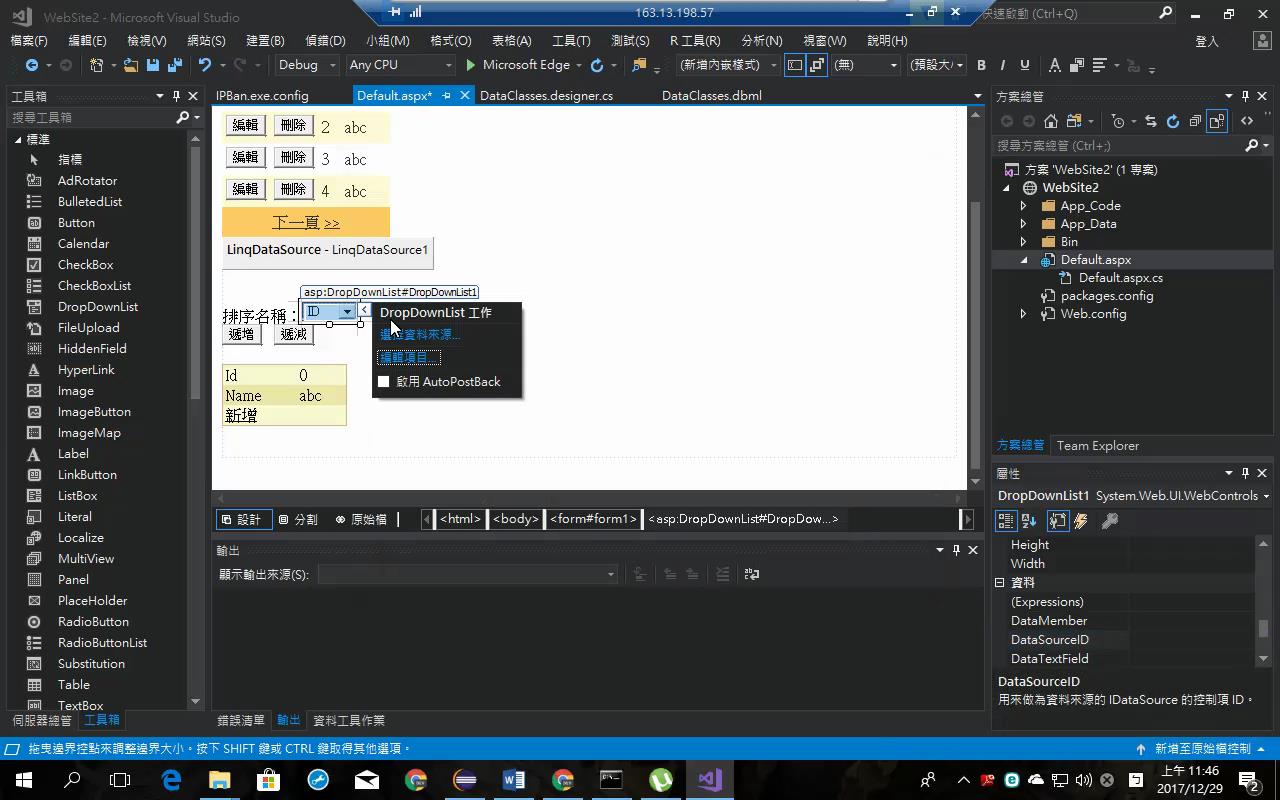 WebSite2 - Microsoft Visual Studio
163.13.198.57
快速啟動 (Ctrl+Q)
檔案(F) 編輯(E) 檢視(V) 網站(S) 建置(B) 偵錯(D) 小組(M) 格式(O) 表格(A) 工具(T) 測試(S) R 工具(R) 分析(N) 視窗(W) 說明(H)
登入
Debug Any CPU Microsoft Edge (新增內嵌樣式) (無) (預設大 B I U
工具箱
搜尋工具箱
標準
指標
AdRotator
BulletedList
Button
Calendar
CheckBox
CheckBoxList
DropDownList
FileUpload
HiddenField
HyperLink
Image
ImageButton
ImageMap
Label
LinkButton
ListBox
Literal
Localize
MultiView
Panel
PlaceHolder
RadioButton
RadioButtonList
Substitution
Table
TextBox
伺服器總管 工具箱
IPBan.exe.config Default.aspx* DataClasses.designer.cs DataClasses.dbml
編輯 刪除 2 abc
編輯 刪除 3 abc
編輯 刪除 4 abc
下一頁 >>
LinqDataSource - LinqDataSource1
asp:DropDownList#DropDownList1
排序名稱： ID
遞增 遞減
DropDownList 工作
選擇資料來源...
編輯項目...
啟用 AutoPostBack
Id 0
Name abc
新增
設計 分割 原始檔 <html> <body> <form#form1> <asp:DropDownList#DropDow...>
輸出
顯示輸出來源(S):
錯誤清單 輸出 資料工具作業
方案總管
搜尋方案總管 (Ctrl+;)
方案 'WebSite2' (1 專案)
WebSite2
App_Code
App_Data
Bin
Default.aspx
Default.aspx.cs
packages.config
Web.config
方案總管 Team Explorer
屬性
DropDownList1 System.Web.UI.WebControls
Height
Width
資料
(Expressions)
DataMember
DataSourceID
DataTextField
DataSourceID
用來做為資料來源的 IDataSource 的控制項 ID。
拖曳邊界控點來調整邊界大小。按下 SHIFT 鍵或 CTRL 鍵取得其他選項。
新增至原始檔控制
上午 11:46
2017/12/29
2